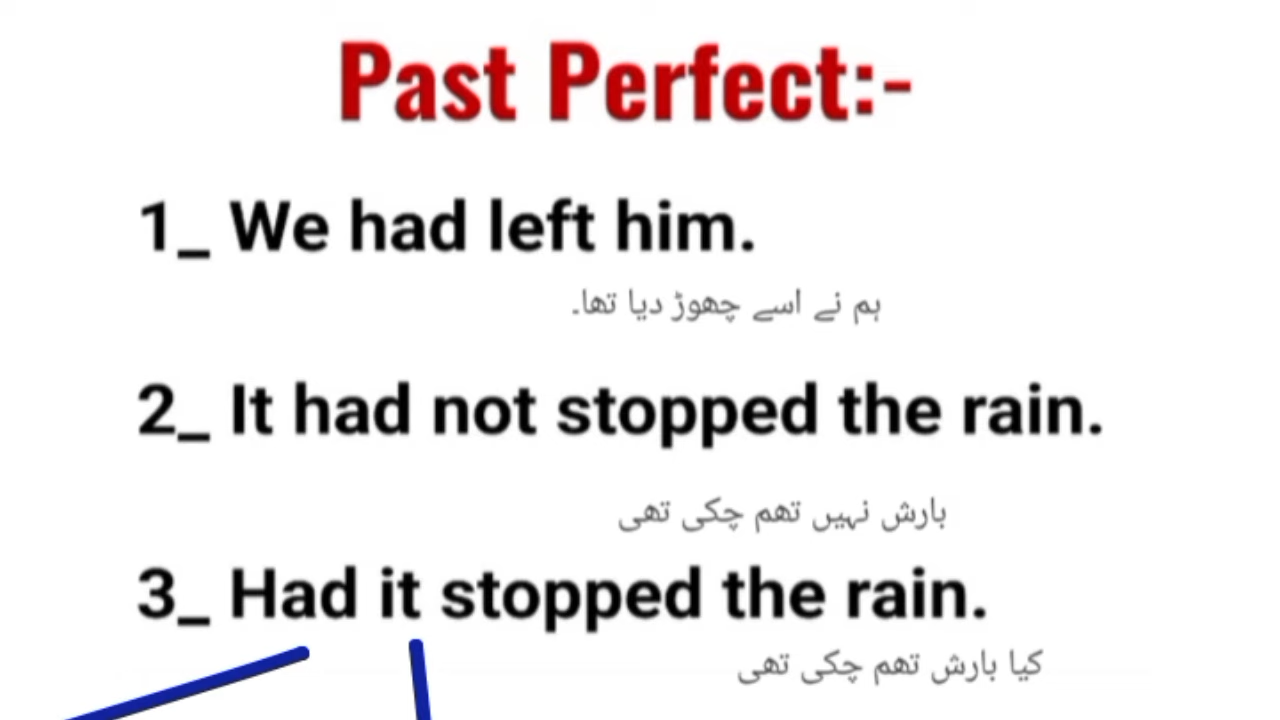 Past Perfect:-
1_ We had left him.
ہم نے اسے چھوڑ دیا تھا۔
2_ It had not stopped the rain.
بارش نہیں تھم چکی تھی
3_ Had it stopped the rain.
کیا بارش تھم چکی تھی